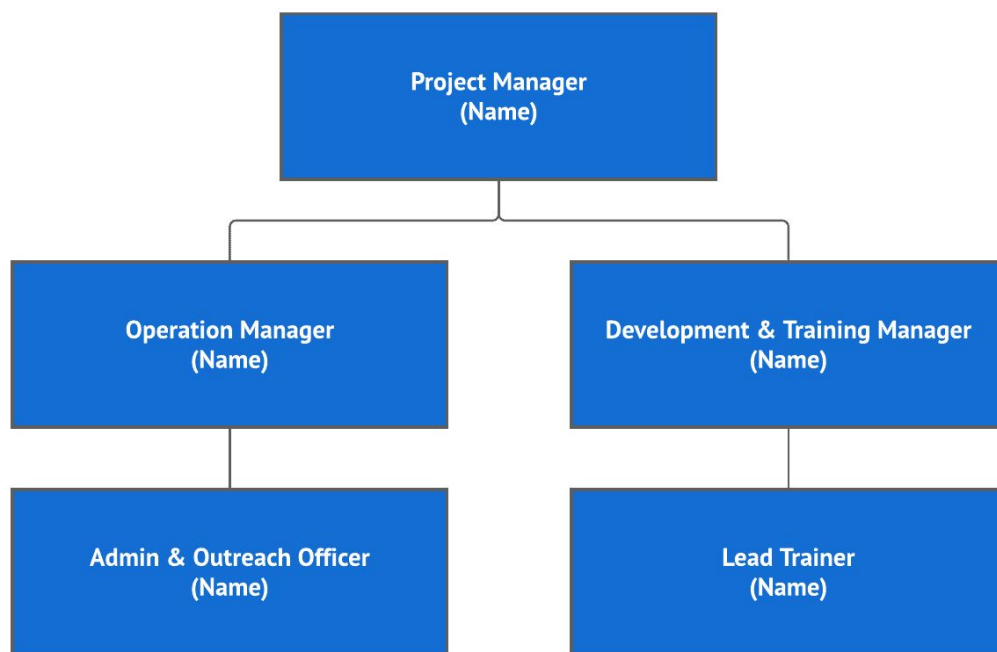 Project Manager
(Name)
Operation Manager
(Name)
Development & Training Manager
(Name)
Admin & Outreach Officer
(Name)
Lead Trainer
(Name)